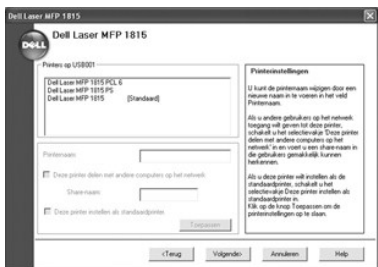 Dell Laser MFP 1815
DELL
Dell Laser MFP 1815
Printers op USB001
Dell Laser MFP 1815 PCL 6
Dell Laser MFP 1815 PS
Dell Laser MFP 1815 [Standaard]
Printernaam:
Deze printer delen met andere computers op het netwerk
Share-naam:
Deze printer instellen als standaardprinter
Toepassen
Printerinstellingen
U kunt de printernaam wijzigen door een
nieuwe naam in te voeren in het veld
Printernaam.
Als u andere gebruikers op het netwerk
toegang wilt geven tot deze printer,
schakelt u het selectievakje 'Deze printer
delen met andere computers op het
netwerk' in en voert u een share-naam in
die gebruikers gemakkelijk kunnen
herkennen.
Als u deze printer wilt instellen als de
standaardprinter, schakelt u het
selectievakje Deze printer instellen als
standaardprinter in.
Klik op de knop Toepassen om de
printerinstellingen op te slaan.
<Terug
Volgende>
Annuleren
Help